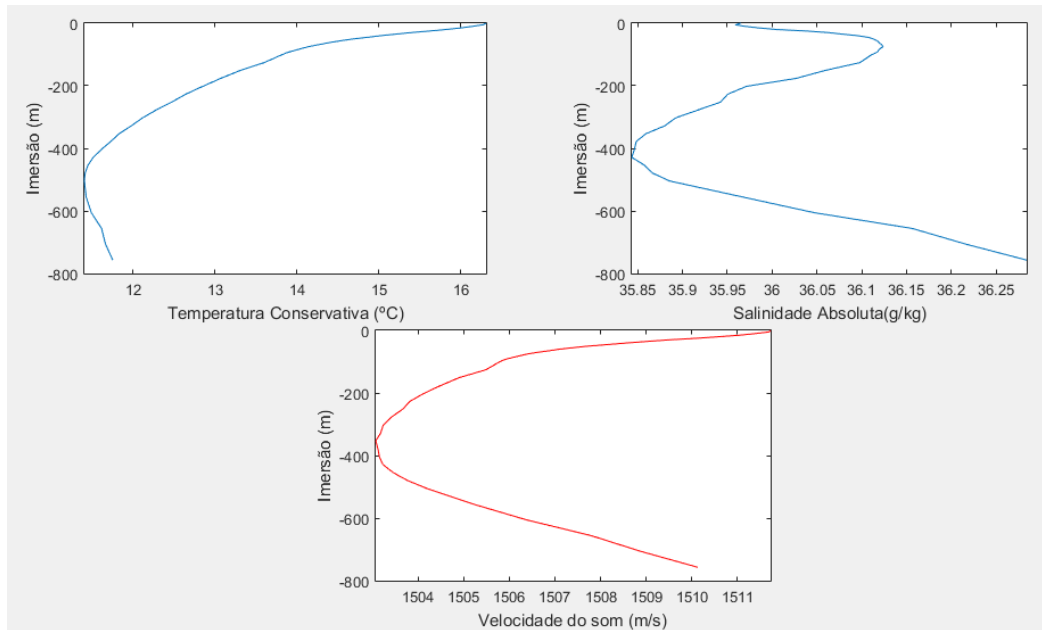 0
-200
-400
-600
-800
Imersão (m)
12 13 14 15 16
Temperatura Conservativa (ºC)
0
-200
-400
-600
-800
Imersão (m)
35.85 35.9 35.95 36 36.05 36.1 36.15 36.2 36.25
Salinidade Absoluta(g/kg)
0
-200
-400
-600
-800
Imersão (m)
1504 1505 1506 1507 1508 1509 1510 1511
Velocidade do som (m/s)